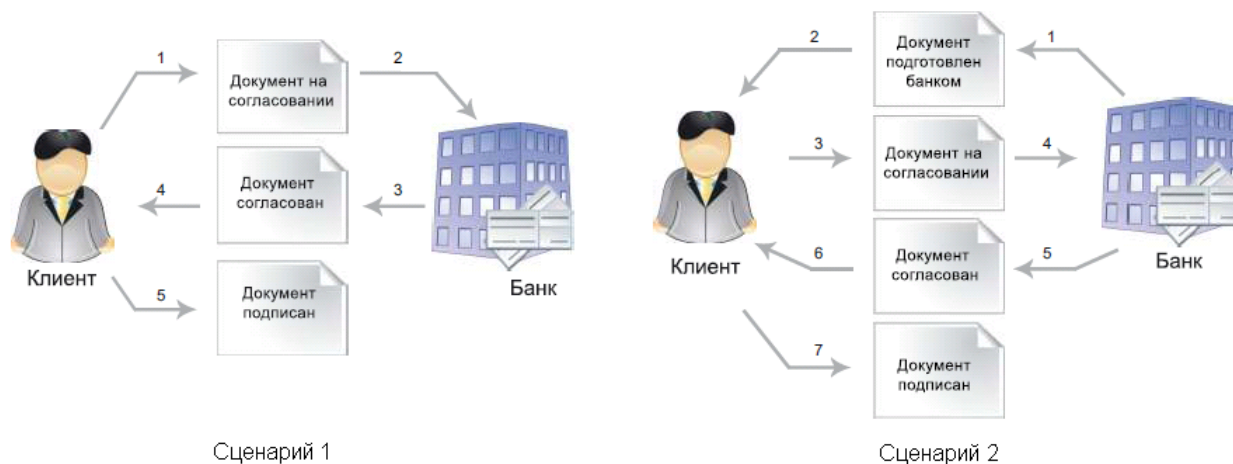 1
Документ на
согласовании
2
4
Документ
согласован
3
Клиент
5
Документ
подписан
Банк
Сценарий 1
2
Документ
подготовлен
банком
1
3
Документ на
согласовании
4
6
Документ
согласован
5
Клиент
Банк
7
Документ
подписан
Сценарий 2